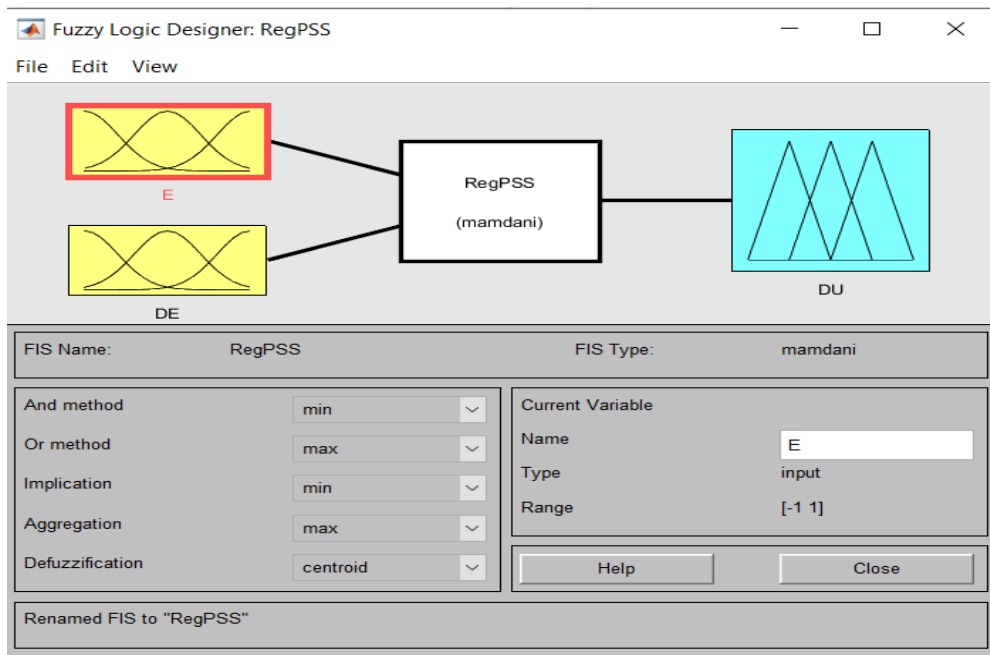 Fuzzy Logic Designer: RegPSS
File Edit View
E
DE
RegPSS
(mamdani)
DU
FIS Name: RegPSS FIS Type: mamdani
And method min
Or method max
Implication min
Aggregation max
Defuzzification centroid
Current Variable
Name E
Type input
Range [-1 1]
Help Close
Renamed FIS to "RegPSS"